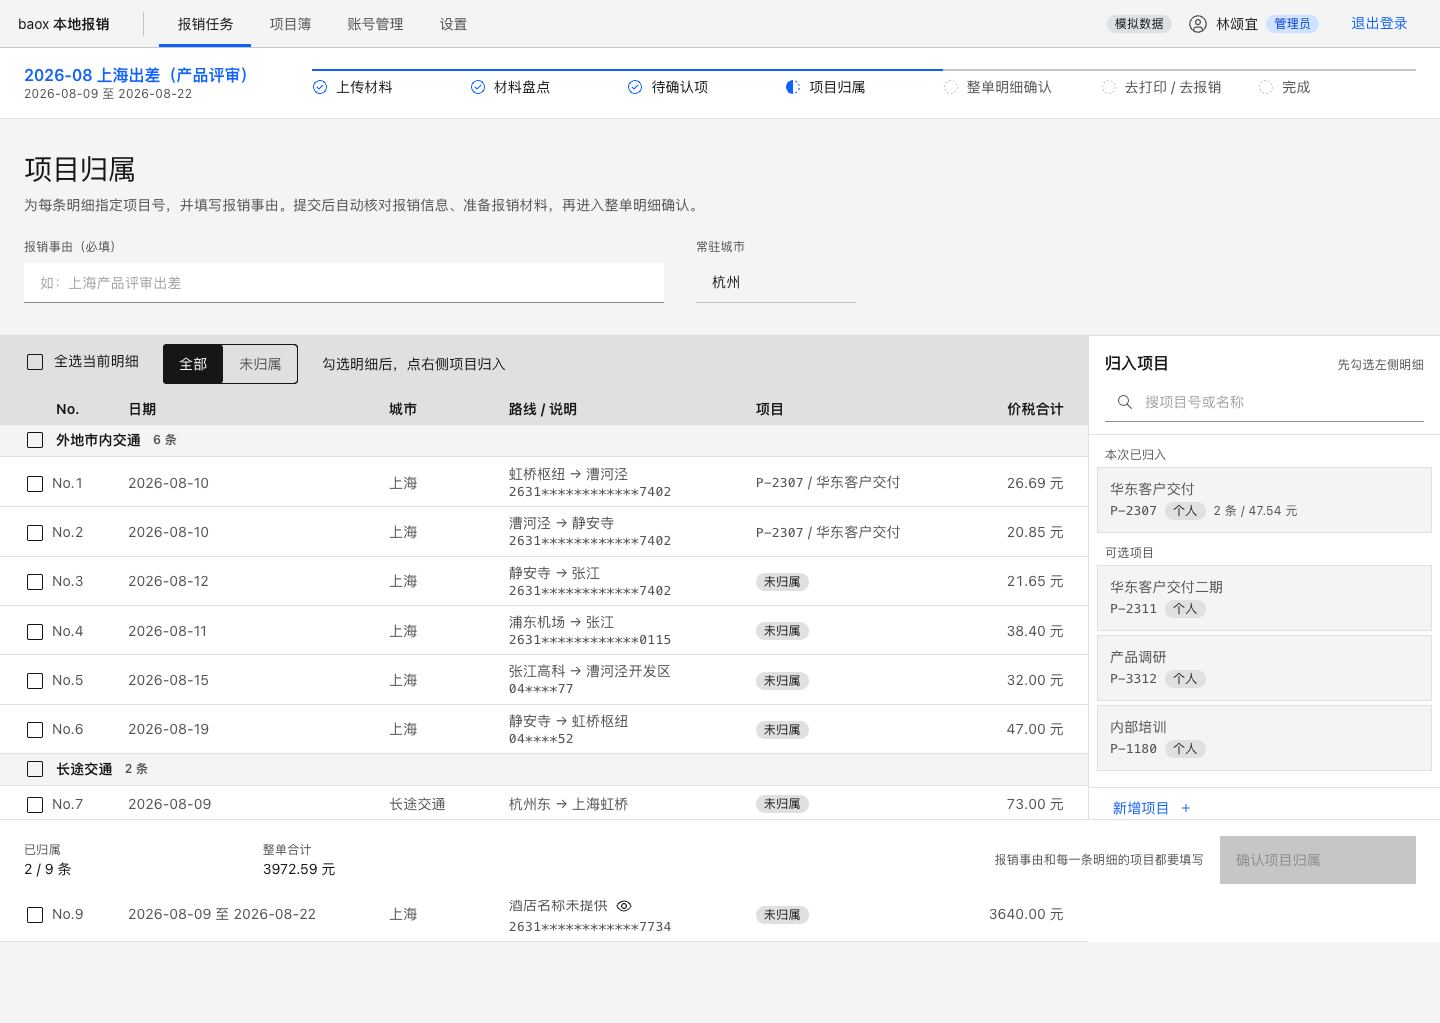 baox 本地报销
报销任务
项目簿
账号管理
设置
模拟数据
林颂宜
管理员
退出登录
2026-08 上海出差（产品评审）
2026-08-09 至 2026-08-22
上传材料
材料盘点
待确认项
项目归属
整单明细确认
去打印 / 去报销
完成
项目归属
为每条明细指定项目号，并填写报销事由。提交后自动核对报销信息、准备报销材料，再进入整单明细确认。
报销事由（必填）
常驻城市
如：上海产品评审出差
杭州
全选当前明细
全部
未归属
勾选明细后，点右侧项目归入
No. 日期 城市 路线 / 说明 项目 价税合计
外地市内交通 6 条
No.1 2026-08-10 上海 虹桥枢纽 → 漕河泾 P-2307 / 华东客户交付 26.69 元
2631************7402
No.2 2026-08-10 上海 漕河泾 → 静安寺 P-2307 / 华东客户交付 20.85 元
2631************7402
No.3 2026-08-12 上海 静安寺 → 张江 未归属 21.65 元
2631************7402
No.4 2026-08-11 上海 浦东机场 → 张江 未归属 38.40 元
2631************0115
No.5 2026-08-15 上海 张江高科 → 漕河泾开发区 未归属 32.00 元
04****77
No.6 2026-08-19 上海 静安寺 → 虹桥枢纽 未归属 47.00 元
04****52
长途交通 2 条
No.7 2026-08-09 长途交通 杭州东 → 上海虹桥 未归属 73.00 元
归入项目
先勾选左侧明细
搜项目号或名称
本次已归入
华东客户交付
P-2307 个人 2 条 / 47.54 元
可选项目
华东客户交付二期
P-2311 个人
产品调研
P-3312 个人
内部培训
P-1180 个人
新增项目 +
已归属
2 / 9 条
整单合计
3972.59 元
报销事由和每一条明细的项目都要填写
确认项目归属
No.9 2026-08-09 至 2026-08-22 上海 酒店名称未提供 未归属 3640.00 元
2631************7734